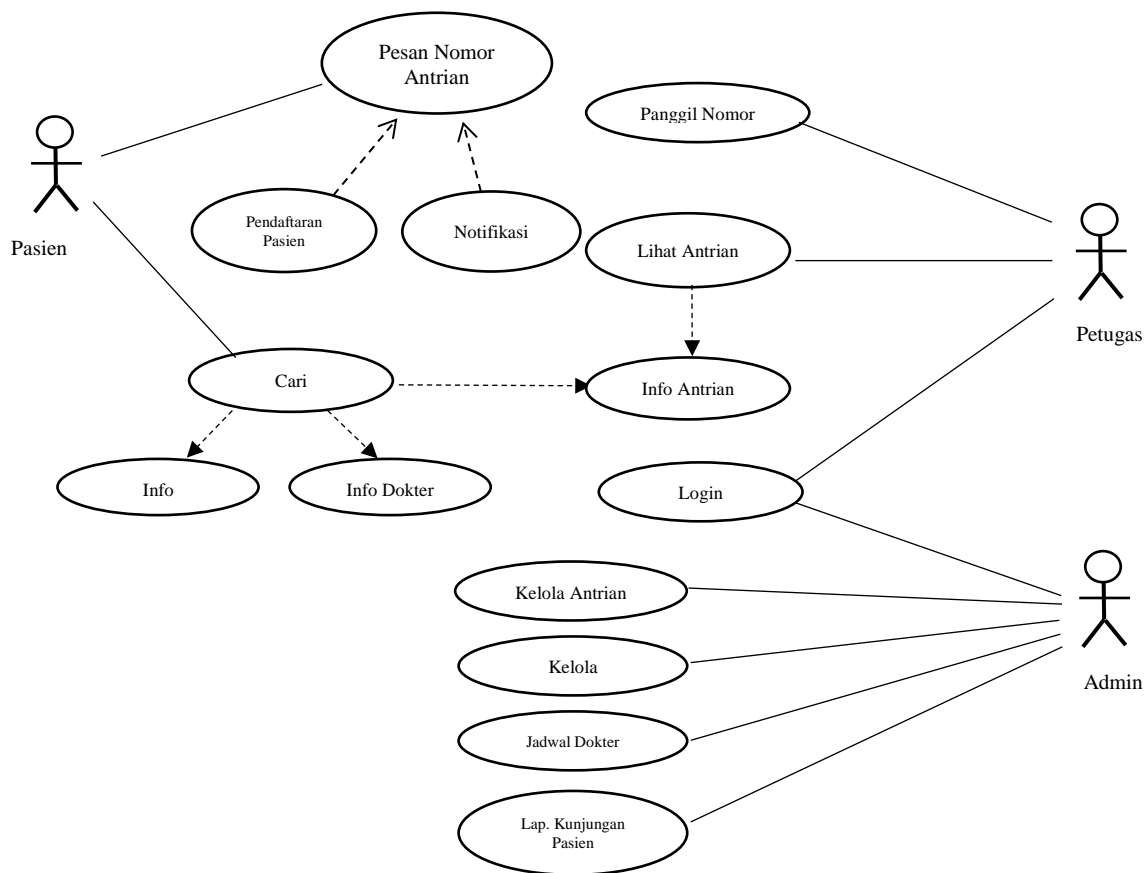 Pesan Nomor
Antrian
Panggil Nomor
Pendaftaran
Pasien
Notifikasi
Lihat Antrian
Pasien
Petugas
Cari
Info Antrian
Info
Info Dokter
Login
Kelola Antrian
Kelola
Admin
Jadwal Dokter
Lap. Kunjungan
Pasien